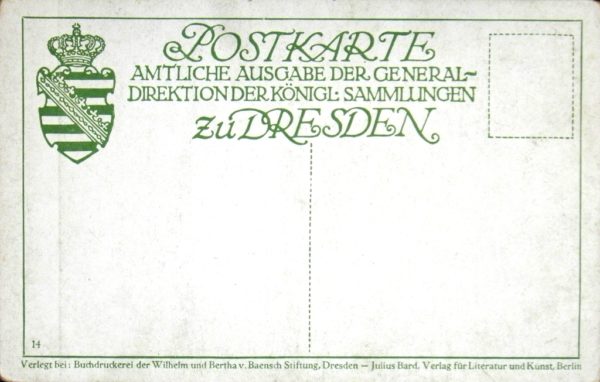 POSTKARTE
AMTLICHE AUSGABE DER GENERAL-
DIREKTION DER KÖNIGL: SAMMLUNGEN
zu DRESDEN
14
Verlegt bei: Buchdruckerei der Wilhelm und Bertha v. Baensch Stiftung, Dresden — Julius Bard, Verlag für Literatur und Kunst, Berlin